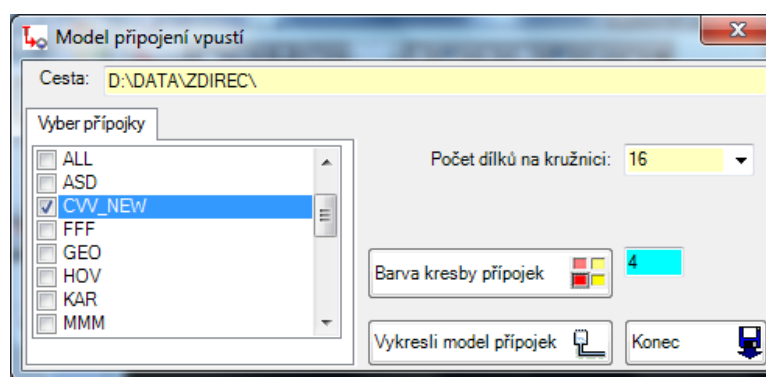 Model připojení vpustí
Cesta: D:\DATA\ZDIREC\
Vyber přípojky
ALL
ASD
CVV_NEW
FFF
GEO
HOV
KAR
MMM
Počet dílků na kružnici: 16
Barva kresby přípojek 4
Vykresli model přípojek Konec